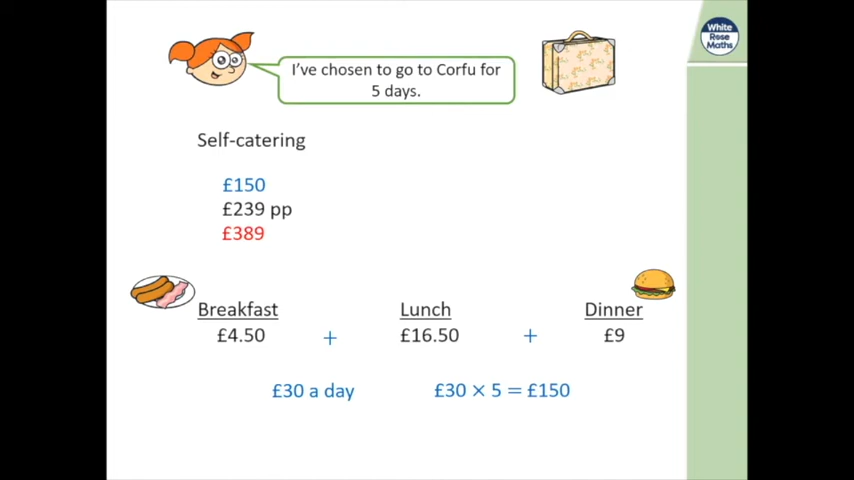 White
Rose
Maths
I've chosen to go to Corfu for
5 days.
Self-catering
£150
£239 pp
£389
Breakfast
£4.50
+
Lunch
£16.50
+
Dinner
£9
£30 a day
£30 × 5 = £150